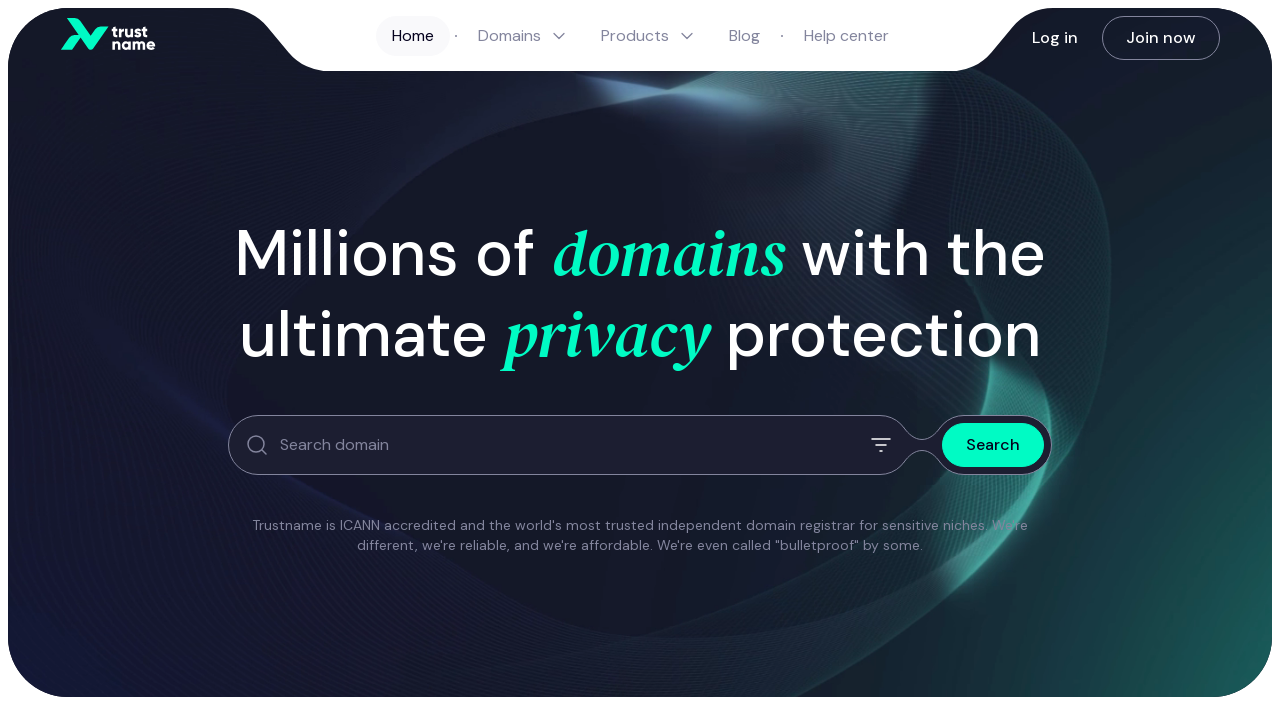 trust
name
Home · Domains Products Blog · Help center
Log in
Join now
Millions of domains with the
ultimate privacy protection
Search domain
Search
Trustname is ICANN accredited and the world's most trusted independent domain registrar for sensitive niches. We're
different, we're reliable, and we're affordable. We're even called "bulletproof" by some.